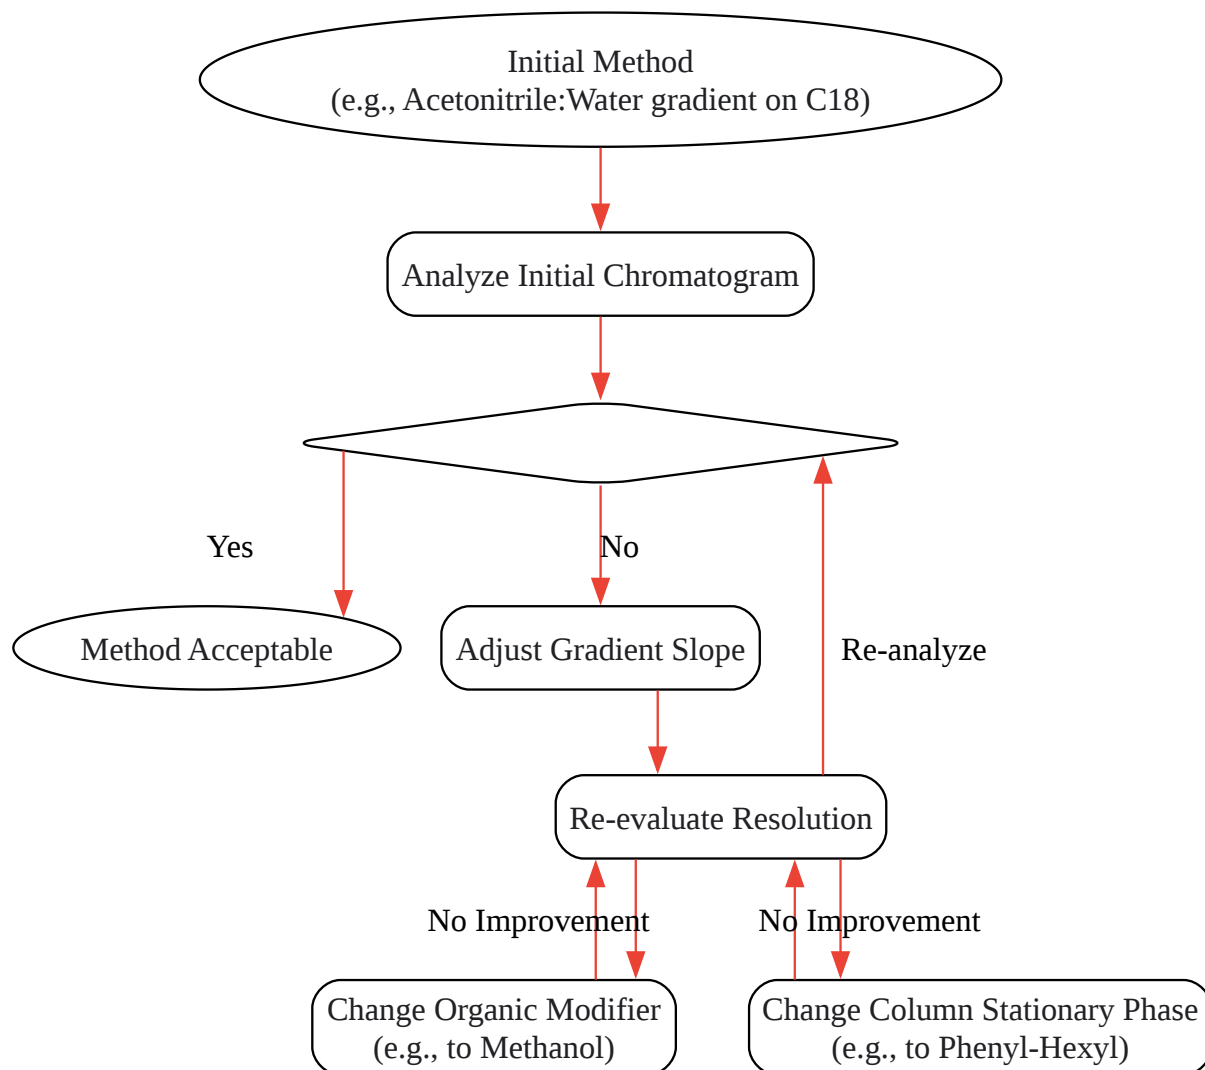 Initial Method
(e.g., Acetonitrile:Water gradient on C18)
Analyze Initial Chromatogram
Yes
No
Method Acceptable
Adjust Gradient Slope
Re-analyze
Re-evaluate Resolution
No Improvement
No Improvement
Change Organic Modifier
(e.g., to Methanol)
Change Column Stationary Phase
(e.g., to Phenyl-Hexyl)